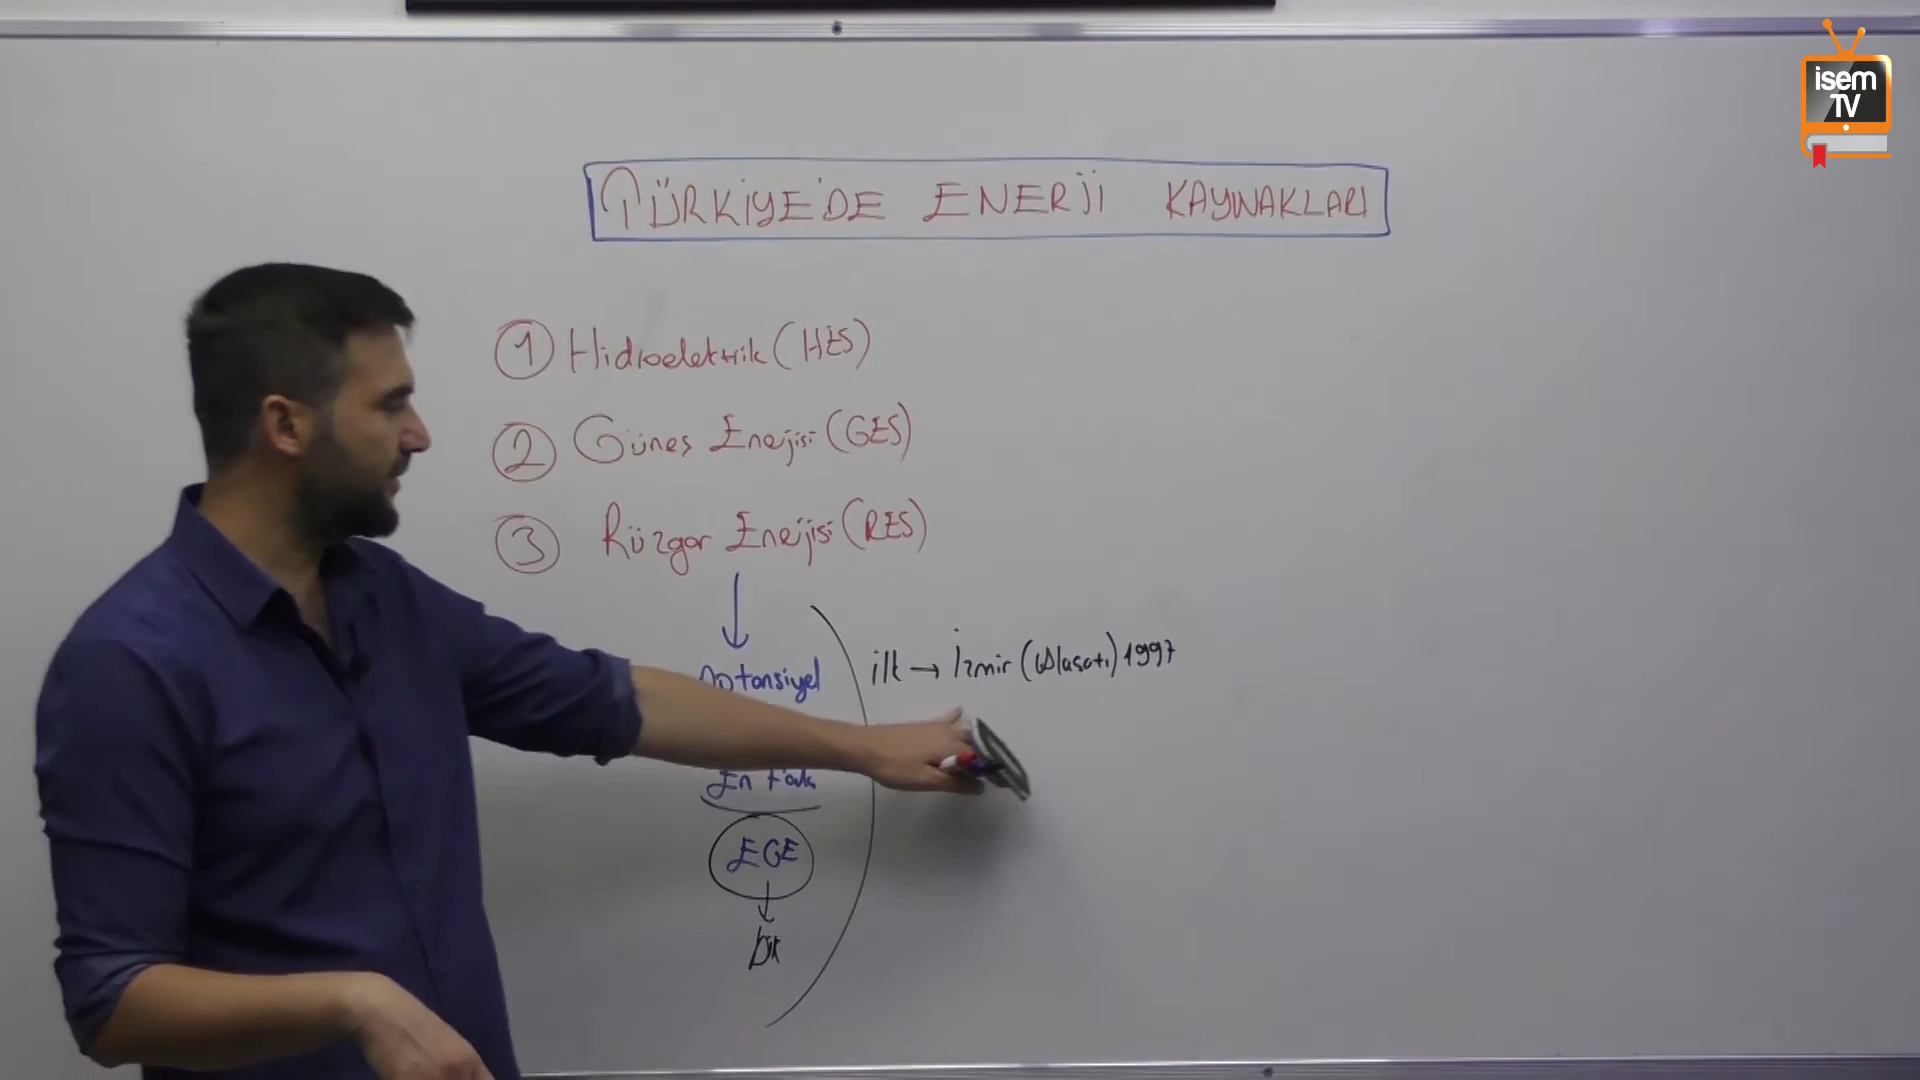 isem
TV
TÜRKİYE'DE ENERJİ KAYNAKLARI
1 Hidroelektrik (HES)
2 Güneş Enejisi (GES)
3 Rüzgar Enejisi (RES)
Potansiyel
ilk → İzmir (Alaçatı) 1997
En Fazla
EGE